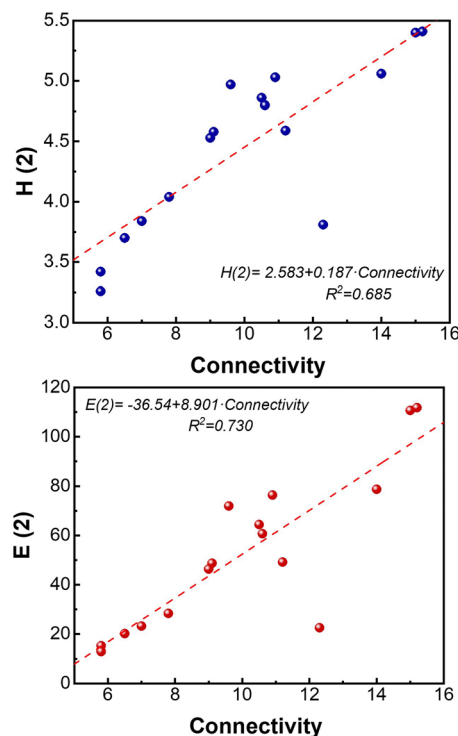 5.5
5.0
4.5
4.0
3.5
3.0
H (2)
H(2)= 2.583+0.187·Connectivity
R²=0.685
6 8 10 12 14 16
Connectivity
120
100
80
60
40
20
0
E (2)
E(2)= -36.54+8.901·Connectivity
R²=0.730
6 8 10 12 14 16
Connectivity